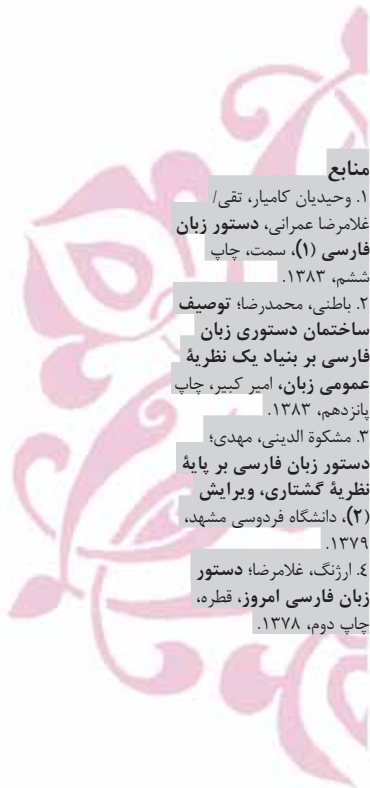 منابع
۱. وحیدیان کامیار، تقی/
غلامرضا عمرانی، دستور زبان
فارسی (۱)، سمت، چاپ
ششم، ۱۳۸۳.
۲. باطنی، محمدرضا؛ توصیف
ساختمان دستوری زبان
فارسی بر بنیاد یک نظریهٔ
عمومی زبان، امیر کبیر، چاپ
پانزدهم، ۱۳۸۳.
۳. مشکوة الدینی، مهدی؛
دستور زبان فارسی بر پایهٔ
نظریهٔ گشتاری، ویرایش
(۲)، دانشگاه فردوسی مشهد،
۱۳۷۹.
٤. ارژنگ، غلامرضا؛ دستور
زبان فارسی امروز، قطره،
چاپ دوم، ۱۳۷۸.